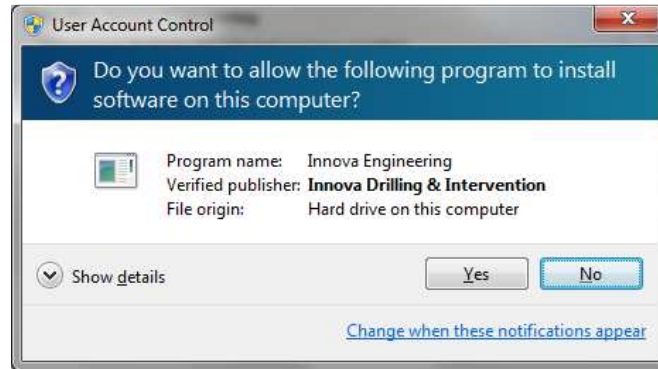 User Account Control
Do you want to allow the following program to install
software on this computer?
Program name: Innova Engineering
Verified publisher: Innova Drilling & Intervention
File origin: Hard drive on this computer
Show details
Yes No
Change when these notifications appear